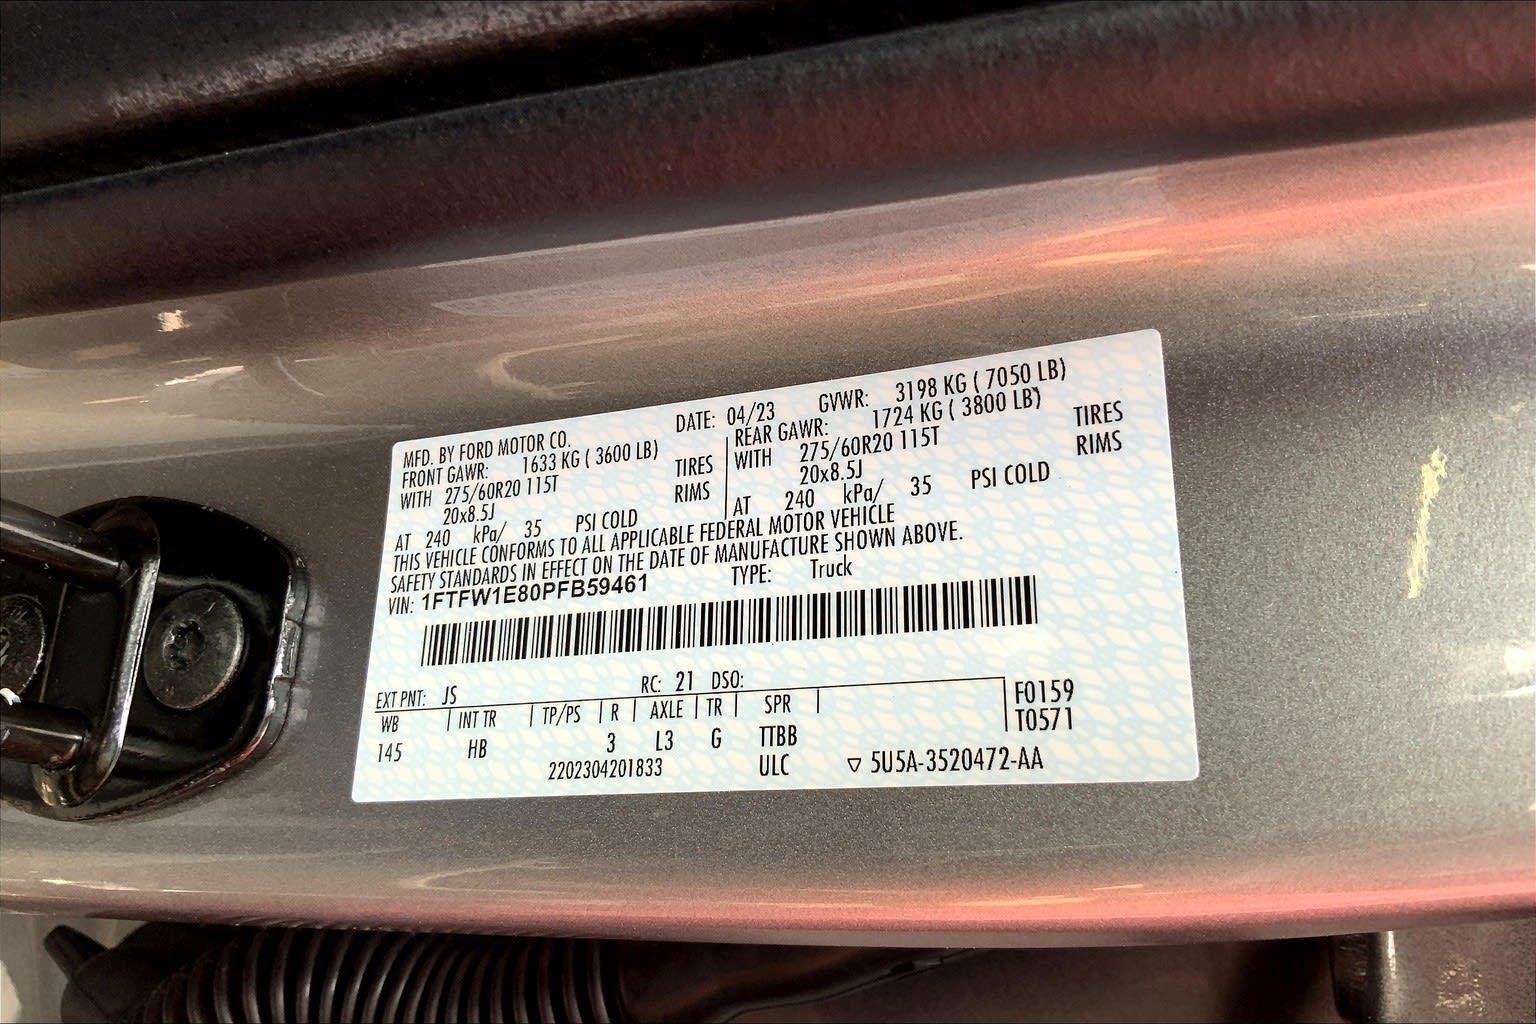 MFD. BY FORD MOTOR CO. DATE: 04/23 GVWR: 3198 KG ( 7050 LB)
FRONT GAWR: 1633 KG ( 3600 LB) REAR GAWR: 1724 KG ( 3800 LB)
WITH 275/60R20 115T TIRES WITH 275/60R20 115T TIRES
20x8.5J RIMS 20x8.5J RIMS
AT 240 kPa/ 35 PSI COLD AT 240 kPa/ 35 PSI COLD
THIS VEHICLE CONFORMS TO ALL APPLICABLE FEDERAL MOTOR VEHICLE
SAFETY STANDARDS IN EFFECT ON THE DATE OF MANUFACTURE SHOWN ABOVE.
VIN: 1FTFW1E80PFB59461 TYPE: Truck
EXT PNT: JS RC: 21 DSO:
WB INT TR TP/PS R AXLE TR SPR F0159
145 HB 3 L3 G TTBB T0571
2202304201833 ULC ▽ 5U5A-3520472-AA